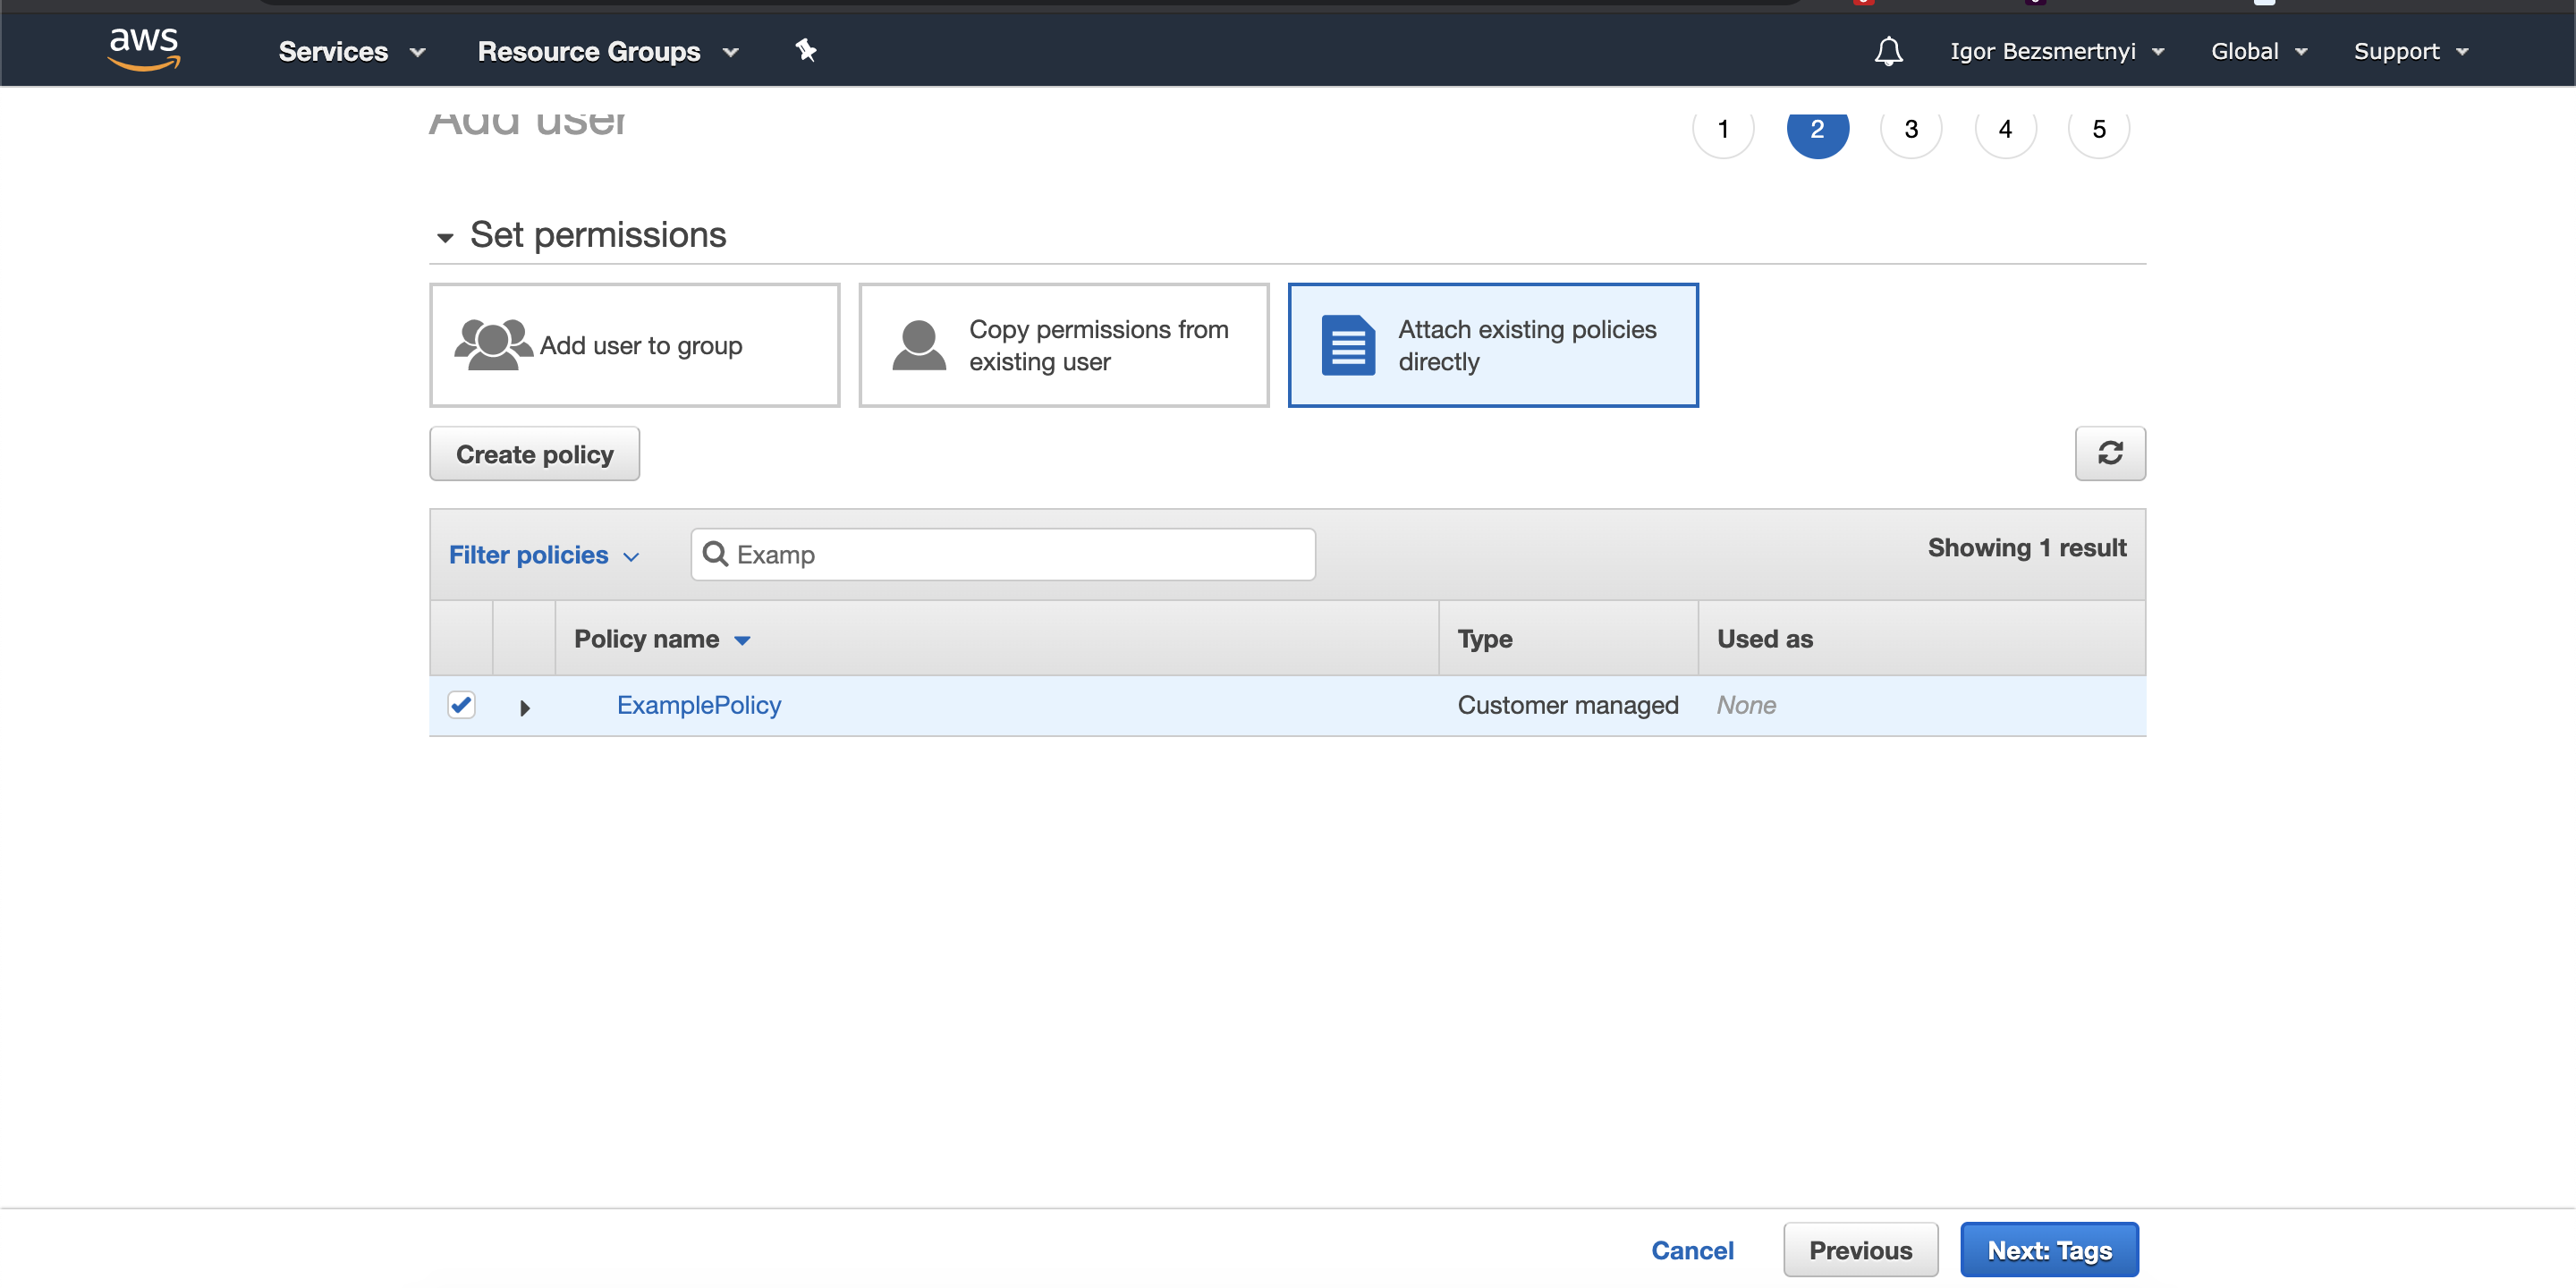 aws Services Resource Groups Igor Bezsmertnyi Global Support
Add user 1 2 3 4 5
Set permissions
Add user to group
Copy permissions from
existing user
Attach existing policies
directly
Create policy
Filter policies Examp Showing 1 result
Policy name Type Used as
ExamplePolicy Customer managed None
Cancel Previous Next: Tags